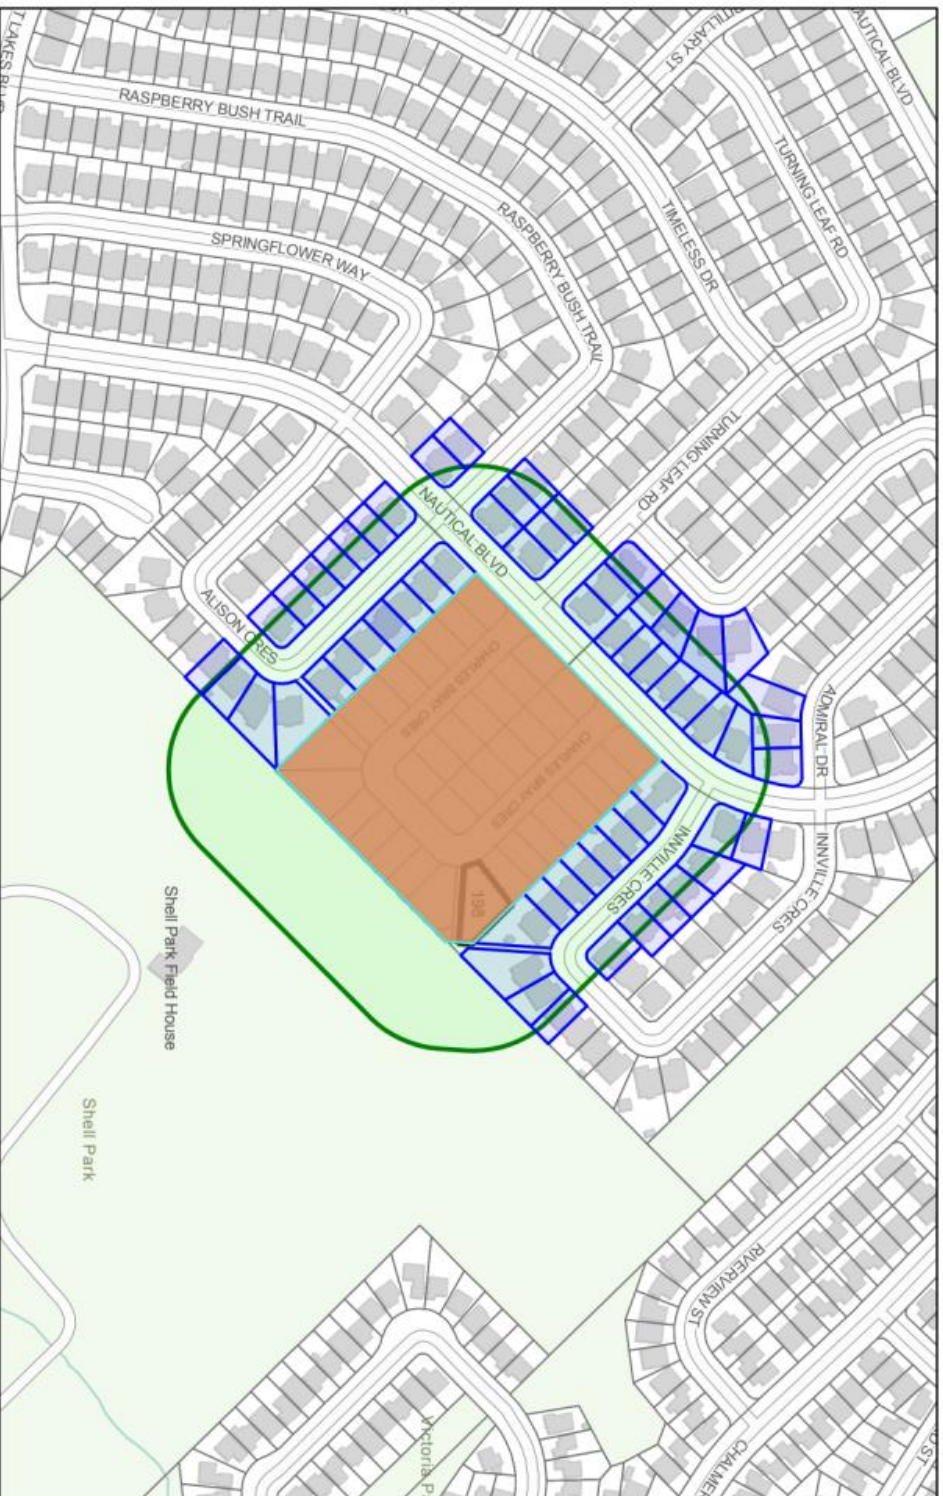 NAUTICAL BLVD
RASPBERRY BUSH TRAIL
TURNING LEAF RD
RASPBERRY BUSH TRAIL
TIMELESS DR
SPRINGFLOWER WAY
TURNING LEAF RD
NAUTICAL BLVD
ALISON CRES
CHARLES BRAY CRES
ADMIRAL DR
CHARLES BRAY CRES
INNVILLE CRES
INNVILLE CRES
198
Shell Park Field House
Shell Park
RIVERVIEW ST
Victoria P
CHALMER